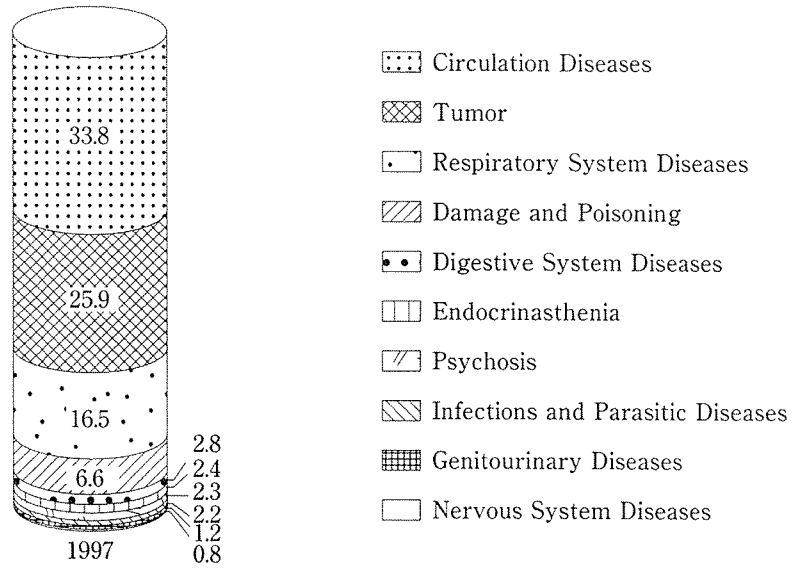 33.8
25.9
16.5
6.6
2.8
2.4
2.3
2.2
1.2
0.8
1997
Circulation Diseases
Tumor
Respiratory System Diseases
Damage and Poisoning
Digestive System Diseases
Endocrinasthenia
Psychosis
Infections and Parasitic Diseases
Genitourinary Diseases
Nervous System Diseases